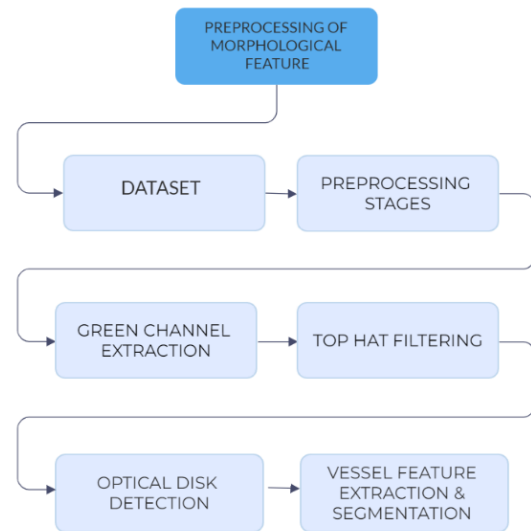 PREPROCESSING OF
MORPHOLOGICAL
FEATURE
DATASET
PREPROCESSING
STAGES
GREEN CHANNEL
EXTRACTION
TOP HAT FILTERING
OPTICAL DISK
DETECTION
VESSEL FEATURE
EXTRACTION &
SEGMENTATION